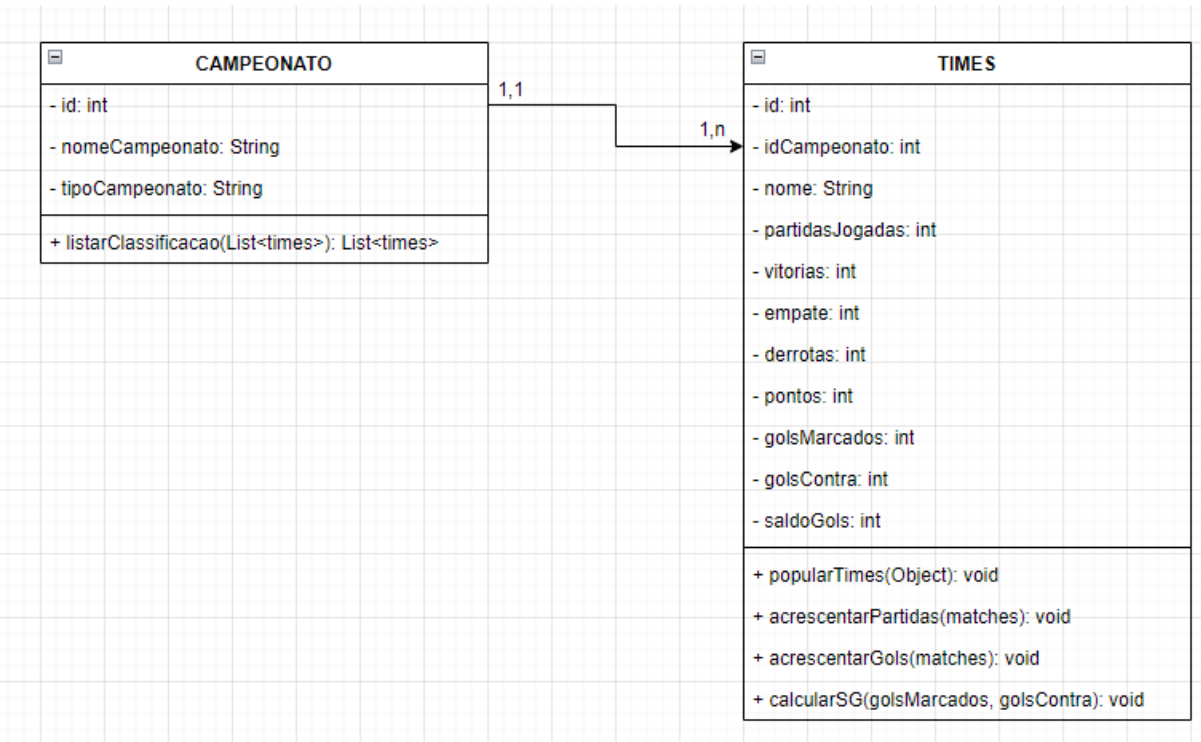 CAMPEONATO
- id: int
- nomeCampeonato: String
- tipoCampeonato: String
+ listarClassificacao(List<times>): List<times>
1,1
1,n
TIMES
- id: int
- idCampeonato: int
- nome: String
- partidasJogadas: int
- vitorias: int
- empate: int
- derrotas: int
- pontos: int
- golsMarcados: int
- golsContra: int
- saldoGols: int
+ popularTimes(Object): void
+ acrescentarPartidas(matches): void
+ acrescentarGols(matches): void
+ calcularSG(golsMarcados, golsContra): void